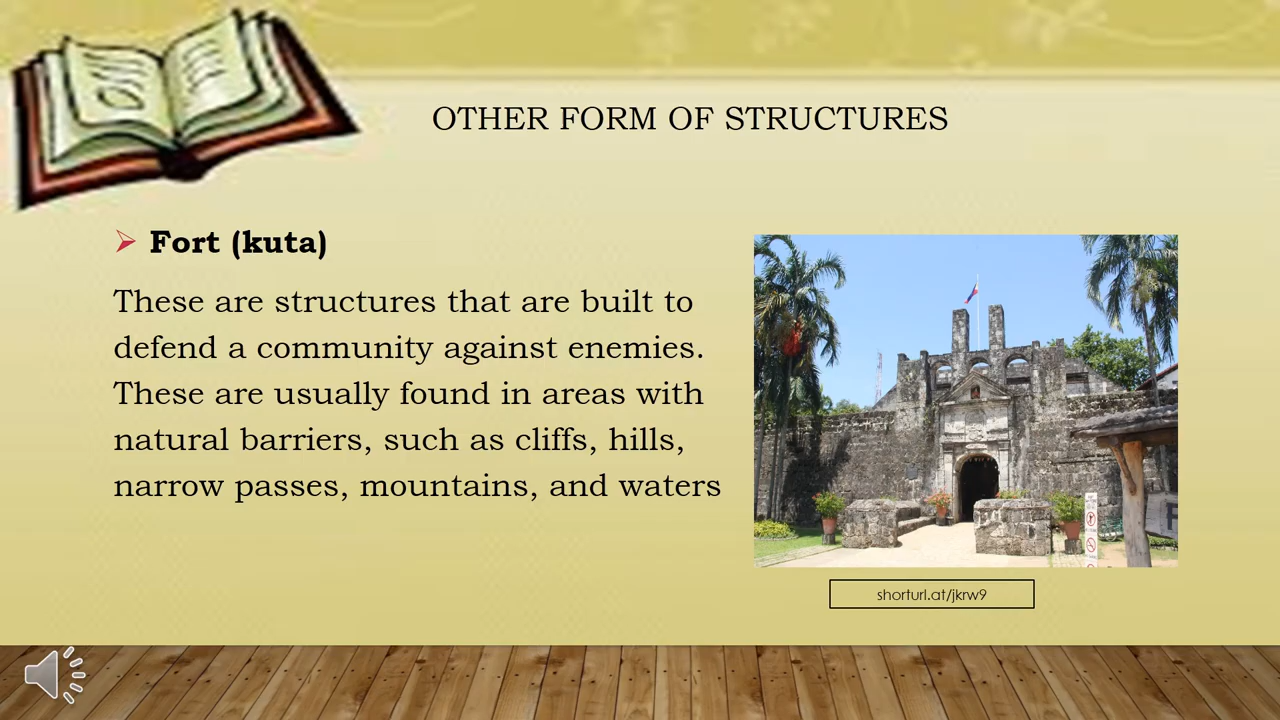 OTHER FORM OF STRUCTURES
Fort (kuta)
These are structures that are built to
defend a community against enemies.
These are usually found in areas with
natural barriers, such as cliffs, hills,
narrow passes, mountains, and waters
shorturl.at/jkrw9